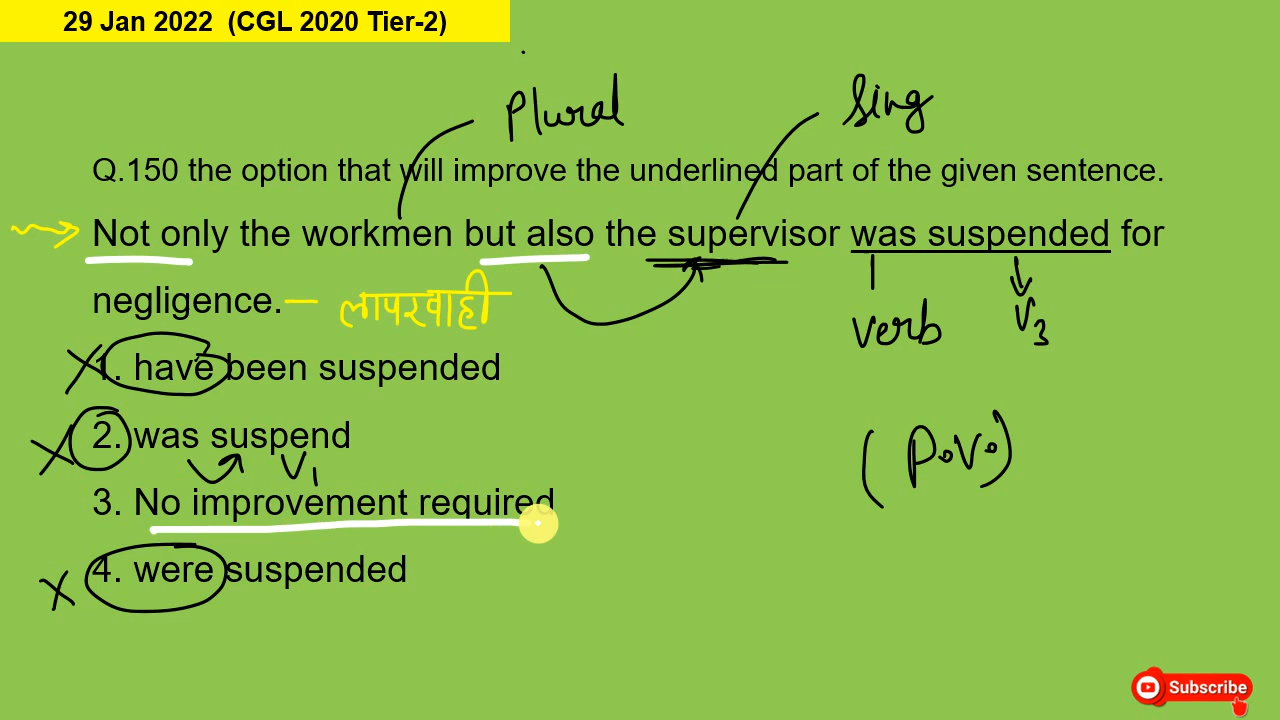 29 Jan 2022 (CGL 2020 Tier-2)
Plural
Sing
Q.150 the option that will improve the underlined part of the given sentence.
Not only the workmen but also the supervisor was suspended for
negligence. — लापरवाही
verb
V3
1. have been suspended
2. was suspend
V1
(P.V.)
3. No improvement required
4. were suspended
Subscribe